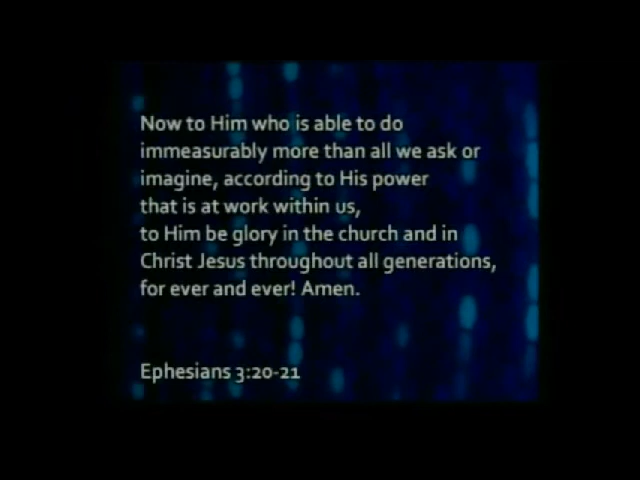 Now to Him who is able to do
immeasurably more than all we ask or
imagine, according to His power
that is at work within us,
to Him be glory in the church and in
Christ Jesus throughout all generations,
for ever and ever! Amen.
Ephesians 3:20-21